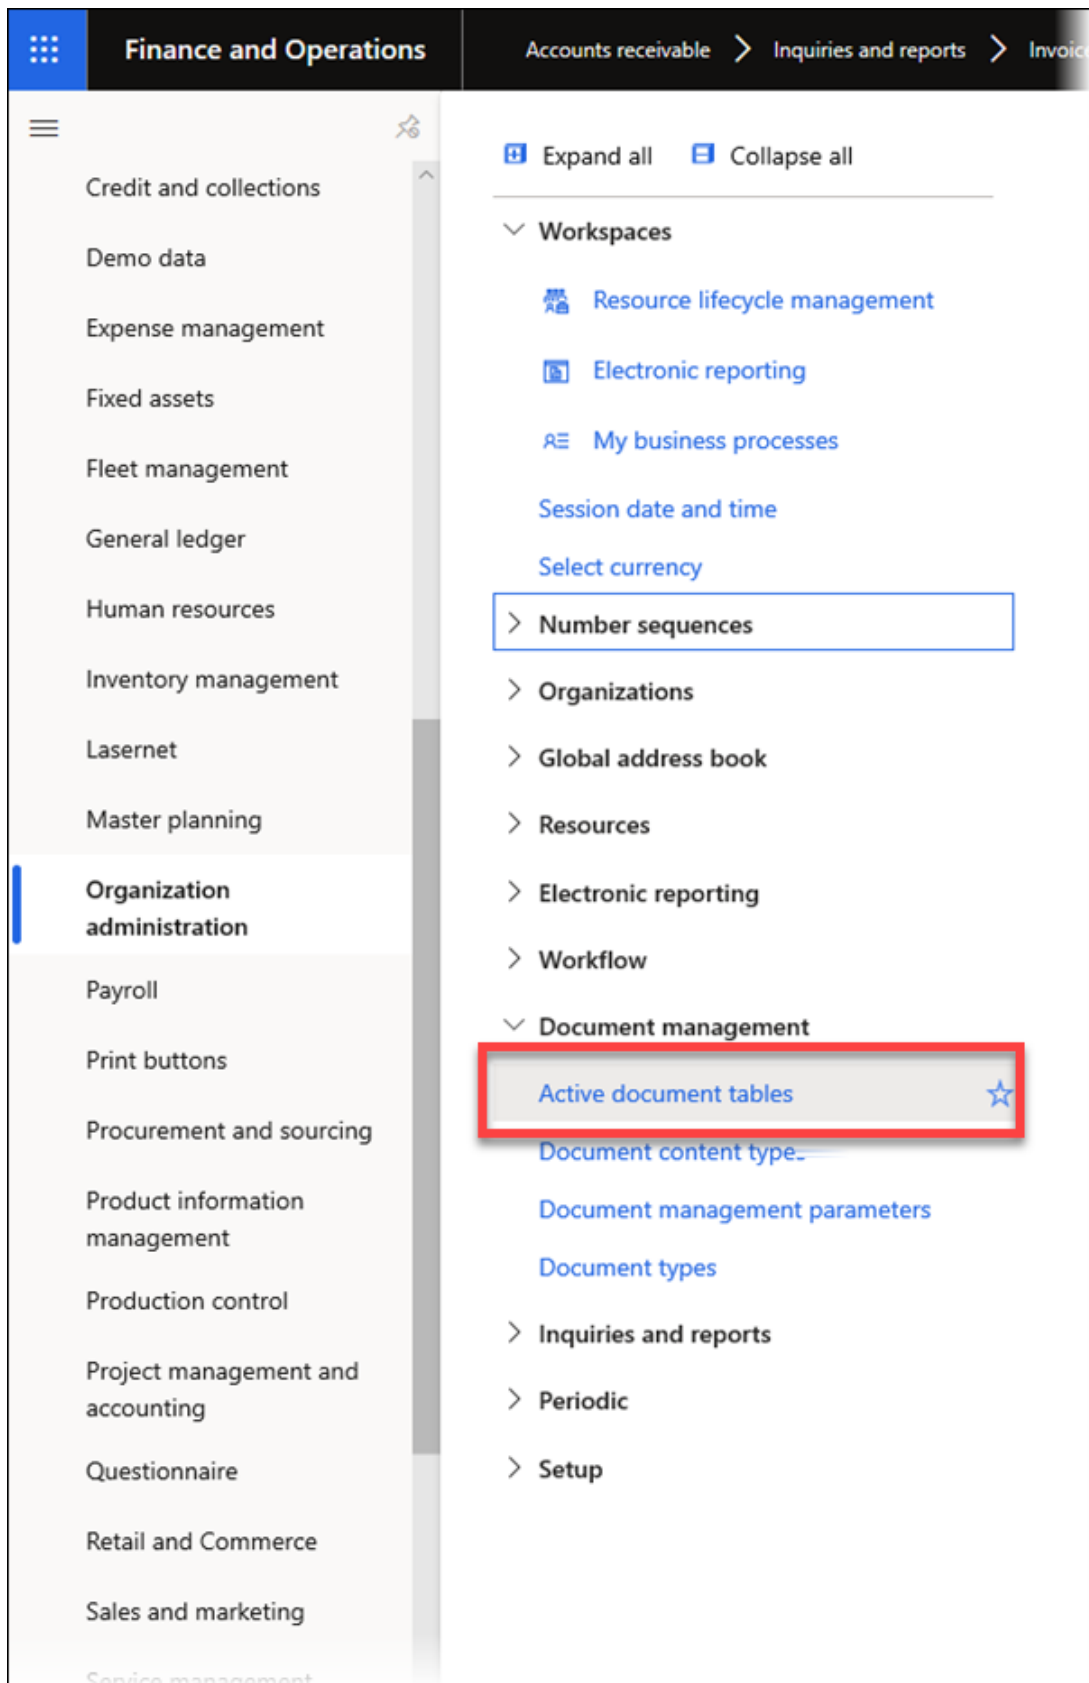 Finance and Operations
Accounts receivable
Inquiries and reports
Expand all
Collapse all
Credit and collections
Demo data
Expense management
Fixed assets
Fleet management
General ledger
Human resources
Inventory management
Lasernet
Master planning
Organization
administration
Payroll
Print buttons
Procurement and sourcing
Product information
management
Production control
Project management and
accounting
Questionnaire
Retail and Commerce
Sales and marketing
Service management
Workspaces
Resource lifecycle management
Electronic reporting
My business processes
Session date and time
Select currency
Number sequences
Organizations
Global address book
Resources
Electronic reporting
Workflow
Document management
Active document tables
Document content
Document management parameters
Document types
Inquiries and reports
Periodic
Setup